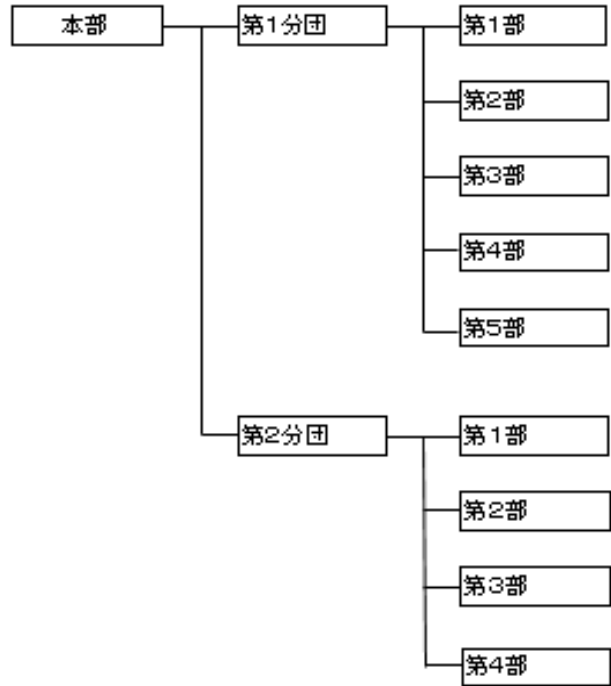 本部
第1分団
第1部
第2部
第3部
第4部
第5部
第2分団
第1部
第2部
第3部
第4部